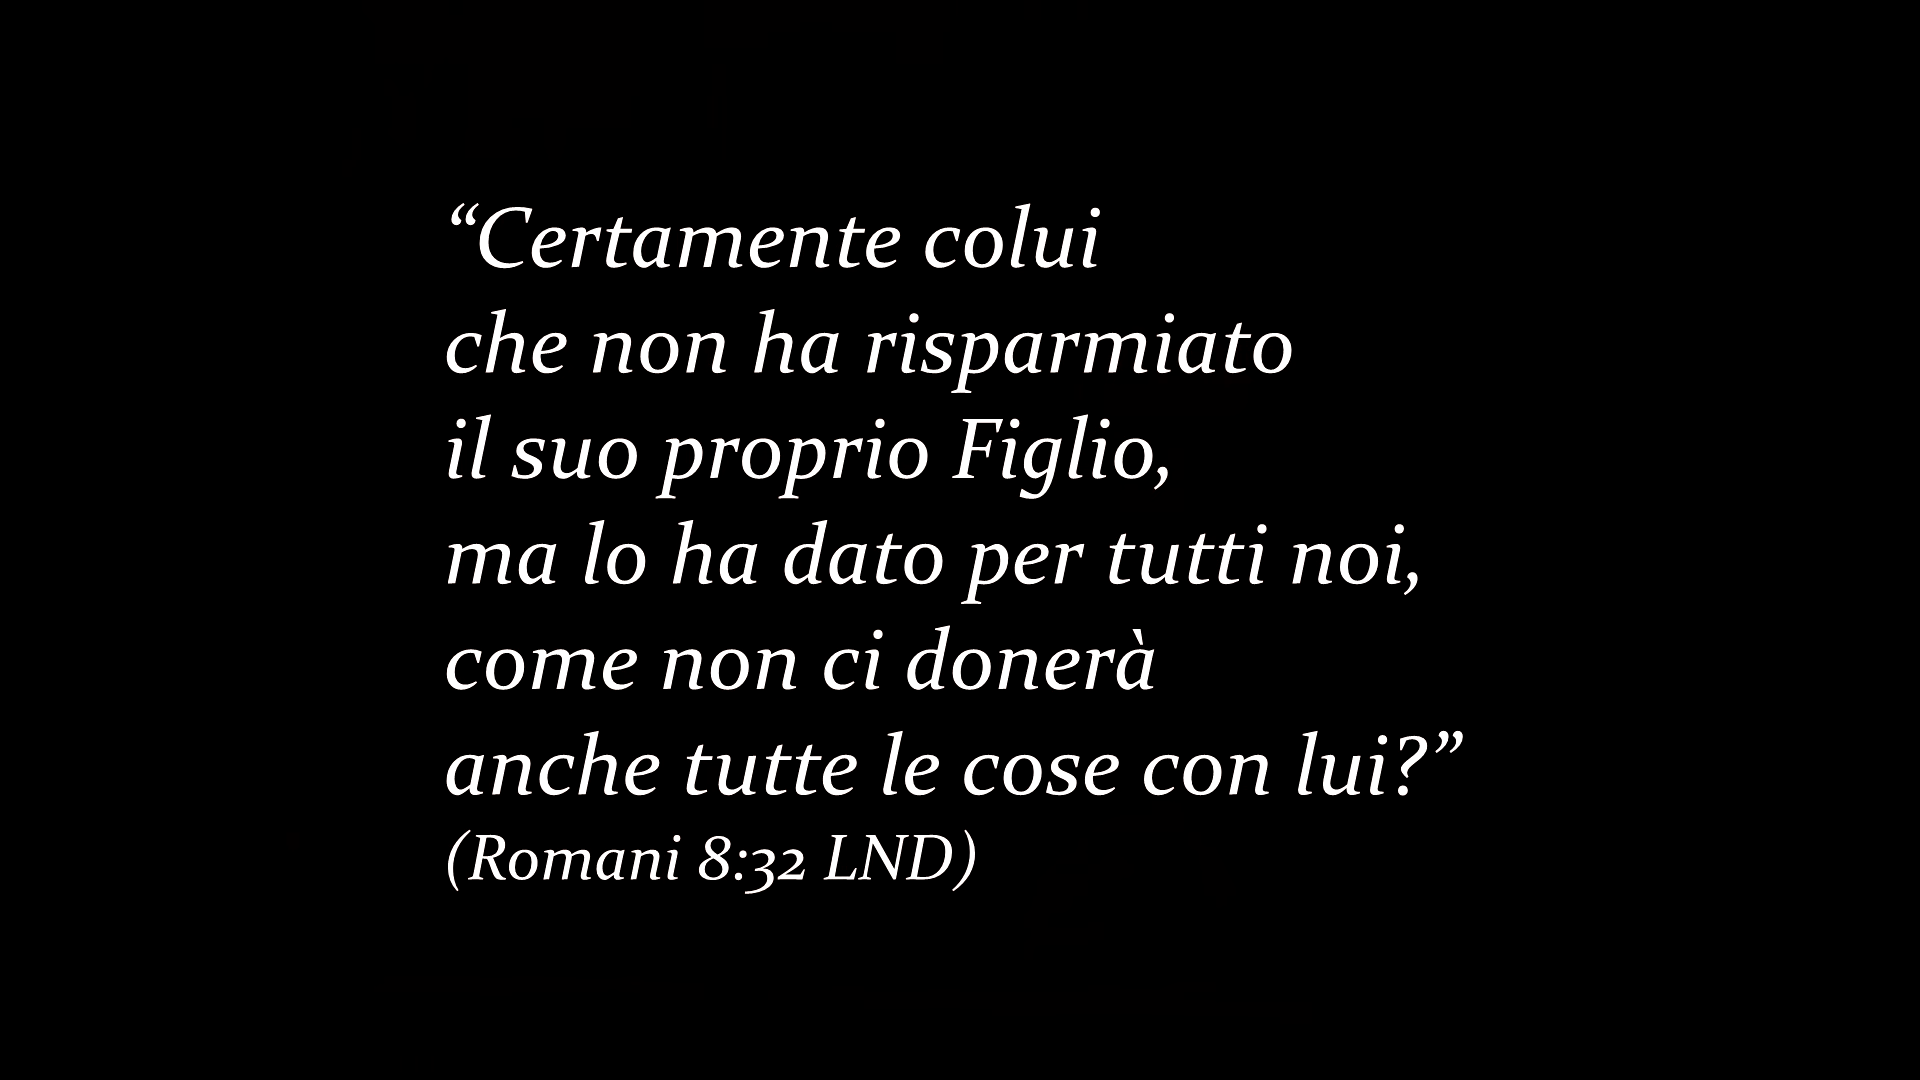 “Certamente colui
che non ha risparmiato
il suo proprio Figlio,
ma lo ha dato per tutti noi,
come non ci donerà
anche tutte le cose con lui?”
(Romani 8:32 LND)